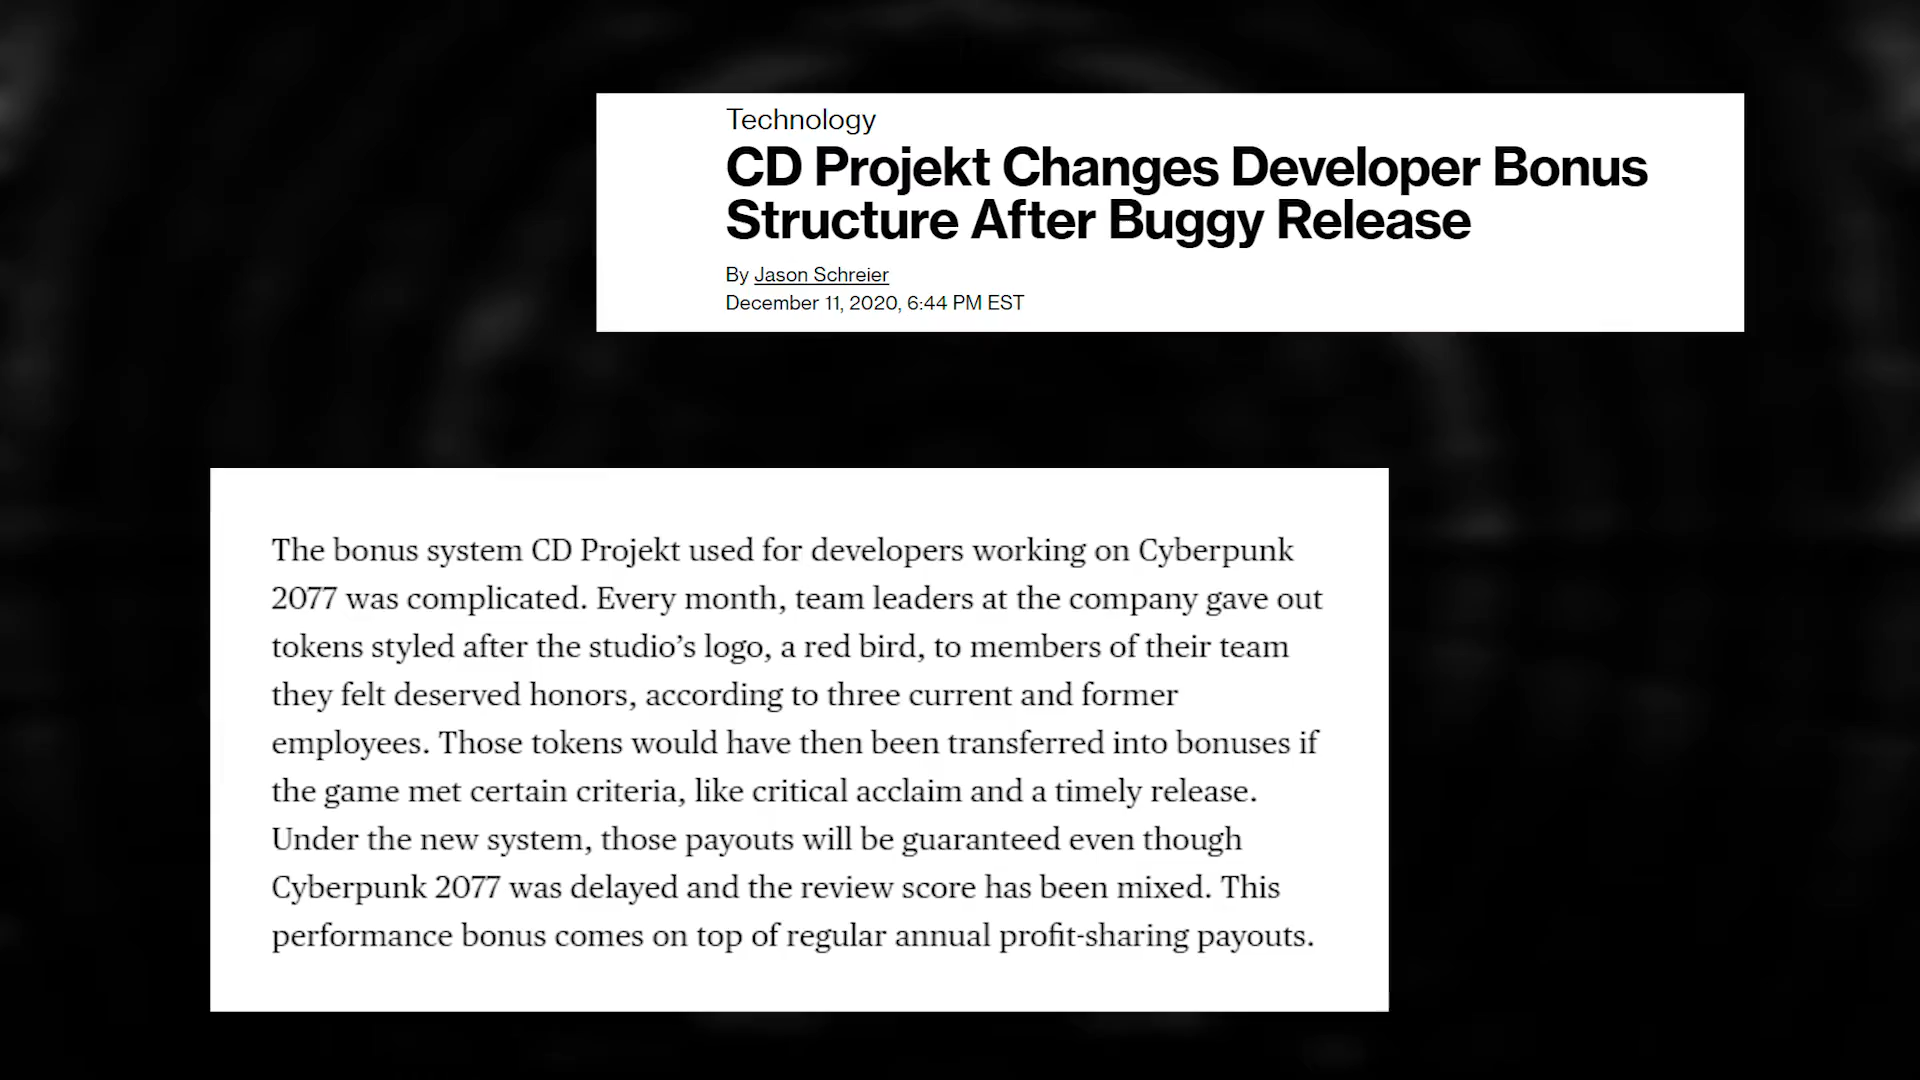 Technology
CD Projekt Changes Developer Bonus
Structure After Buggy Release
By Jason Schreier
December 11, 2020, 6:44 PM EST
The bonus system CD Projekt used for developers working on Cyberpunk
2077 was complicated. Every month, team leaders at the company gave out
tokens styled after the studio’s logo, a red bird, to members of their team
they felt deserved honors, according to three current and former
employees. Those tokens would have then been transferred into bonuses if
the game met certain criteria, like critical acclaim and a timely release.
Under the new system, those payouts will be guaranteed even though
Cyberpunk 2077 was delayed and the review score has been mixed. This
performance bonus comes on top of regular annual profit-sharing payouts.